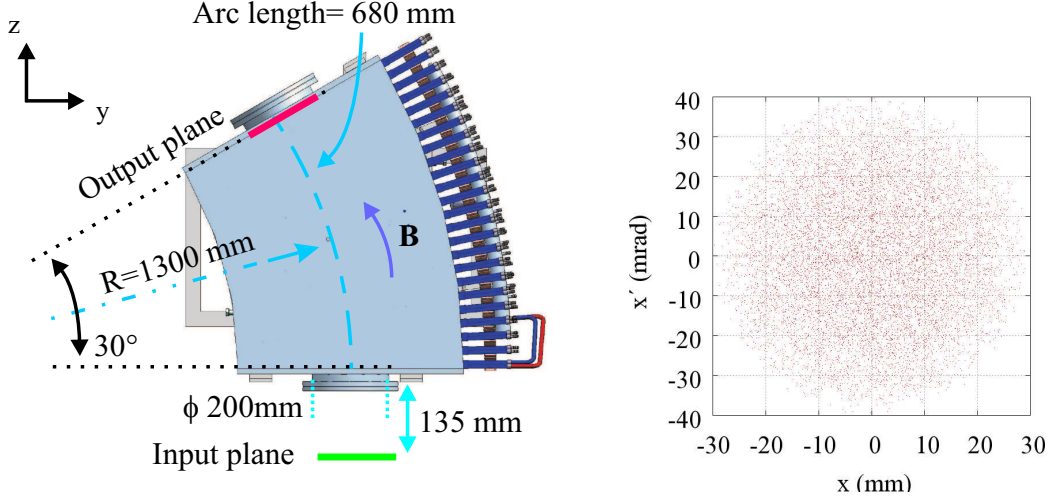 Arc length= 680 mm
z
y
Output plane
R=1300 mm
B
30°
ϕ 200mm
135 mm
Input plane
40
30
20
10
0
-10
-20
-30
-40
x´ (mrad)
-30 -20 -10 0 10 20 30
x (mm)